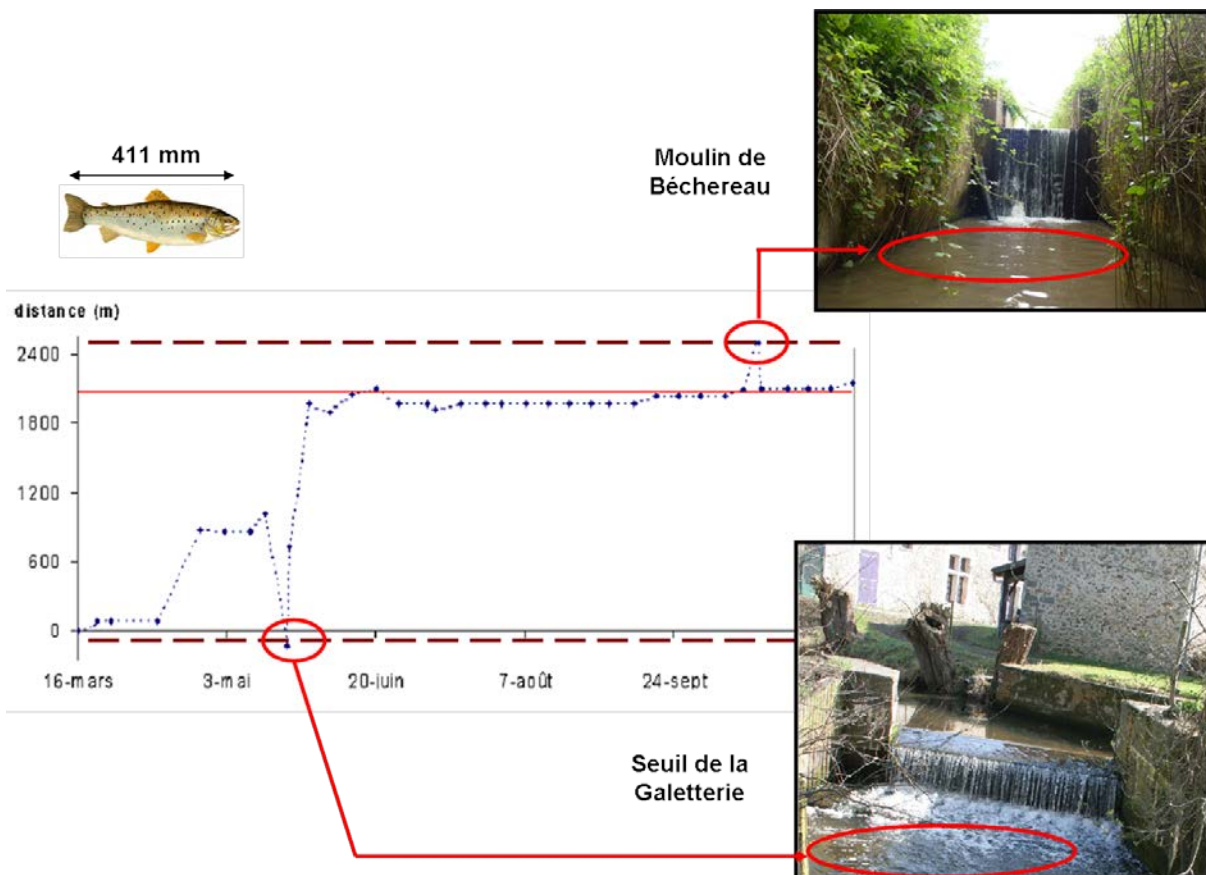 411 mm
Moulin de
Béchereau
distance (m)
2400
1800
1200
600
0
16-mars
3-mai
20-juin
7-août
24-sept
Seuil de la
Galetterie